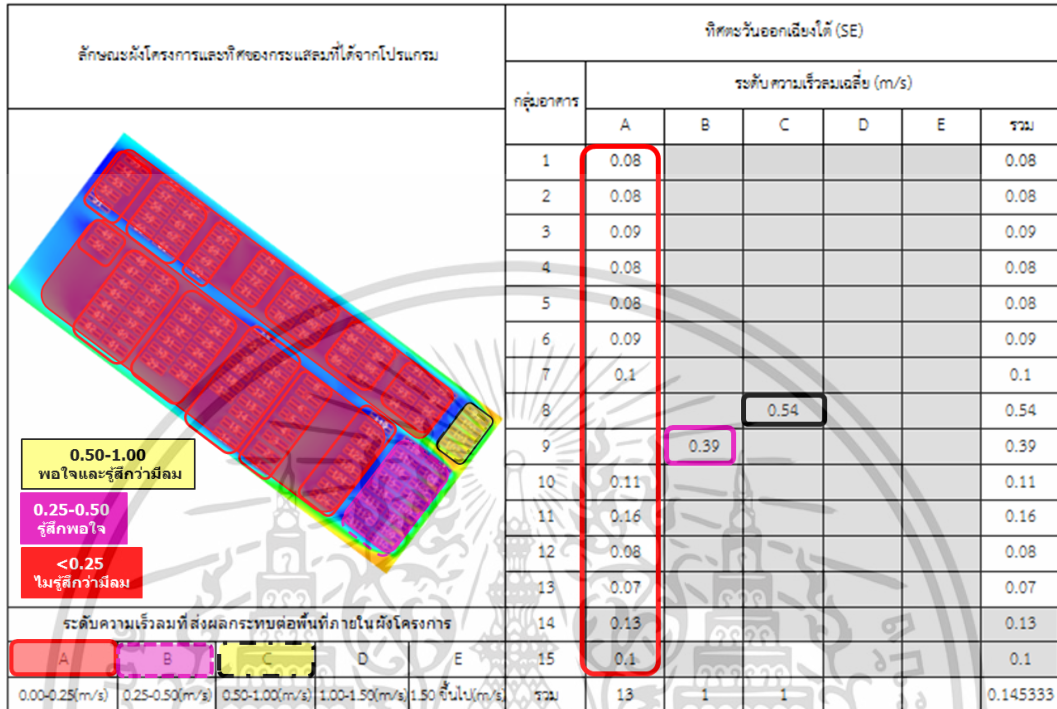 ลักษณะผังโครงการและทิศของกระแสลมที่ได้จากโปรแกรม
ทิศตะวันออกเฉียงใต้ (SE)
กลุ่มอาคาร
ระดับความเร็วลมเฉลี่ย (m/s)
A B C D E รวม
1 0.08 0.08
2 0.08 0.08
3 0.09 0.09
4 0.08 0.08
5 0.08 0.08
6 0.09 0.09
7 0.1 0.1
8 0.54 0.54
9 0.39 0.39
10 0.11 0.11
11 0.16 0.16
12 0.08 0.08
13 0.07 0.07
14 0.13 0.13
15 0.1 0.1
รวม 13 1 1 0.145333
0.50-1.00
พอใจและรู้สึกว่ามีลม
0.25-0.50
รู้สึกพอใจ
<0.25
ไม่รู้สึกว่ามีลม
ระดับความเร็วลมที่ส่งผลกระทบต่อพื้นที่ภายในผังโครงการ
A B C D E
0.00-0.25(m/s) 0.25-0.50(m/s) 0.50-1.00(m/s) 1.00-1.50(m/s) 1.50 ขึ้นไป(m/s)